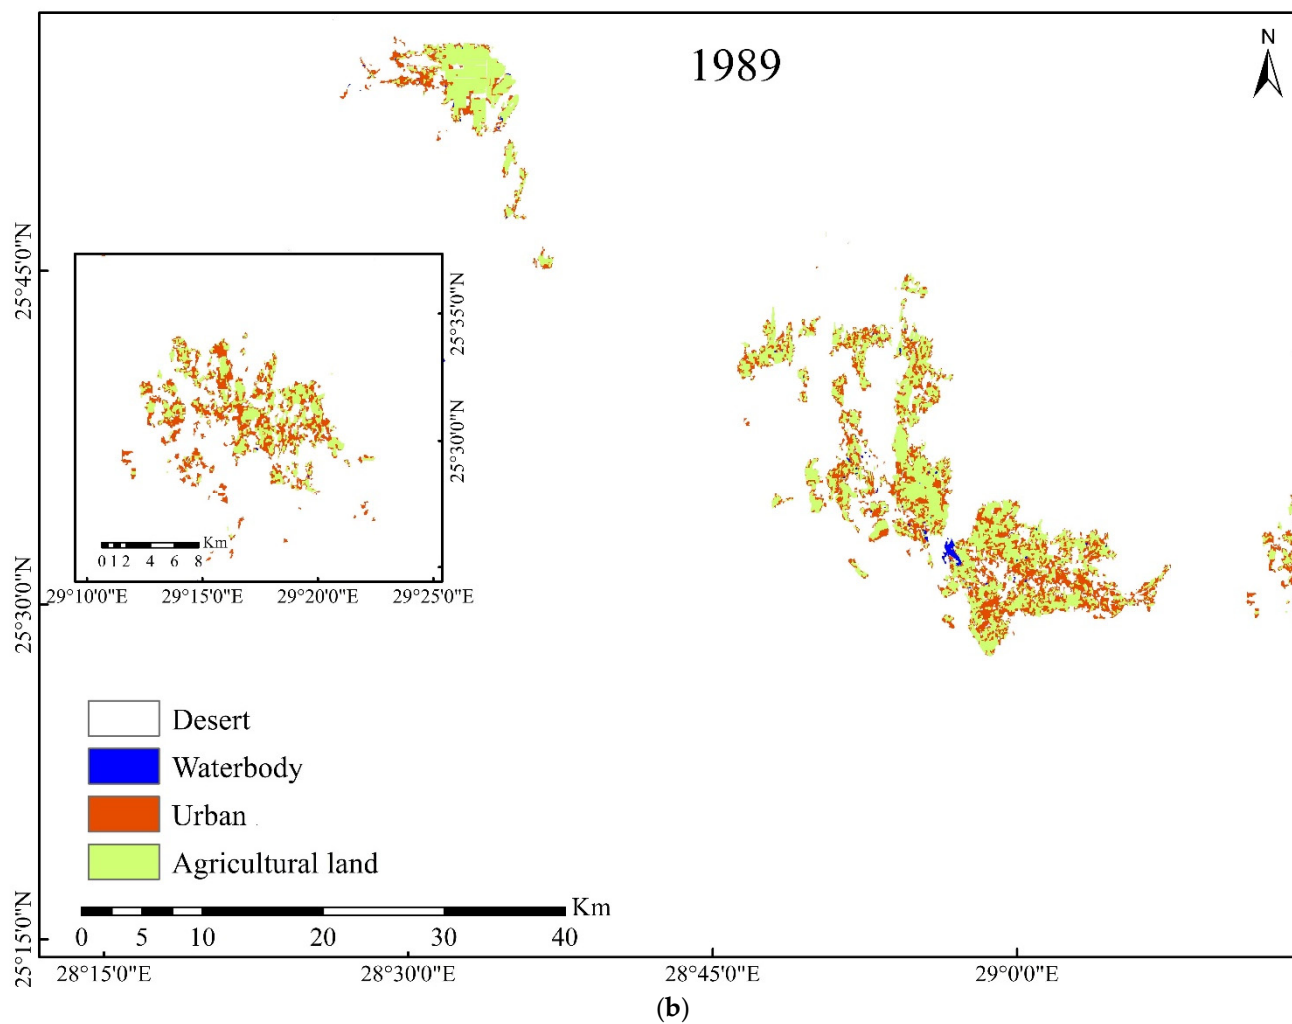 1989
N
25°45'0"N
25°30'0"N
25°15'0"N
25°35'0"N
25°30'0"N
Km
0 1 2 4 6 8
29°10'0"E 29°15'0"E 29°20'0"E 29°25'0"E
Desert
Waterbody
Urban
Agricultural land
Km
0 5 10 20 30 40
28°15'0"E 28°30'0"E 28°45'0"E 29°0'0"E
(b)